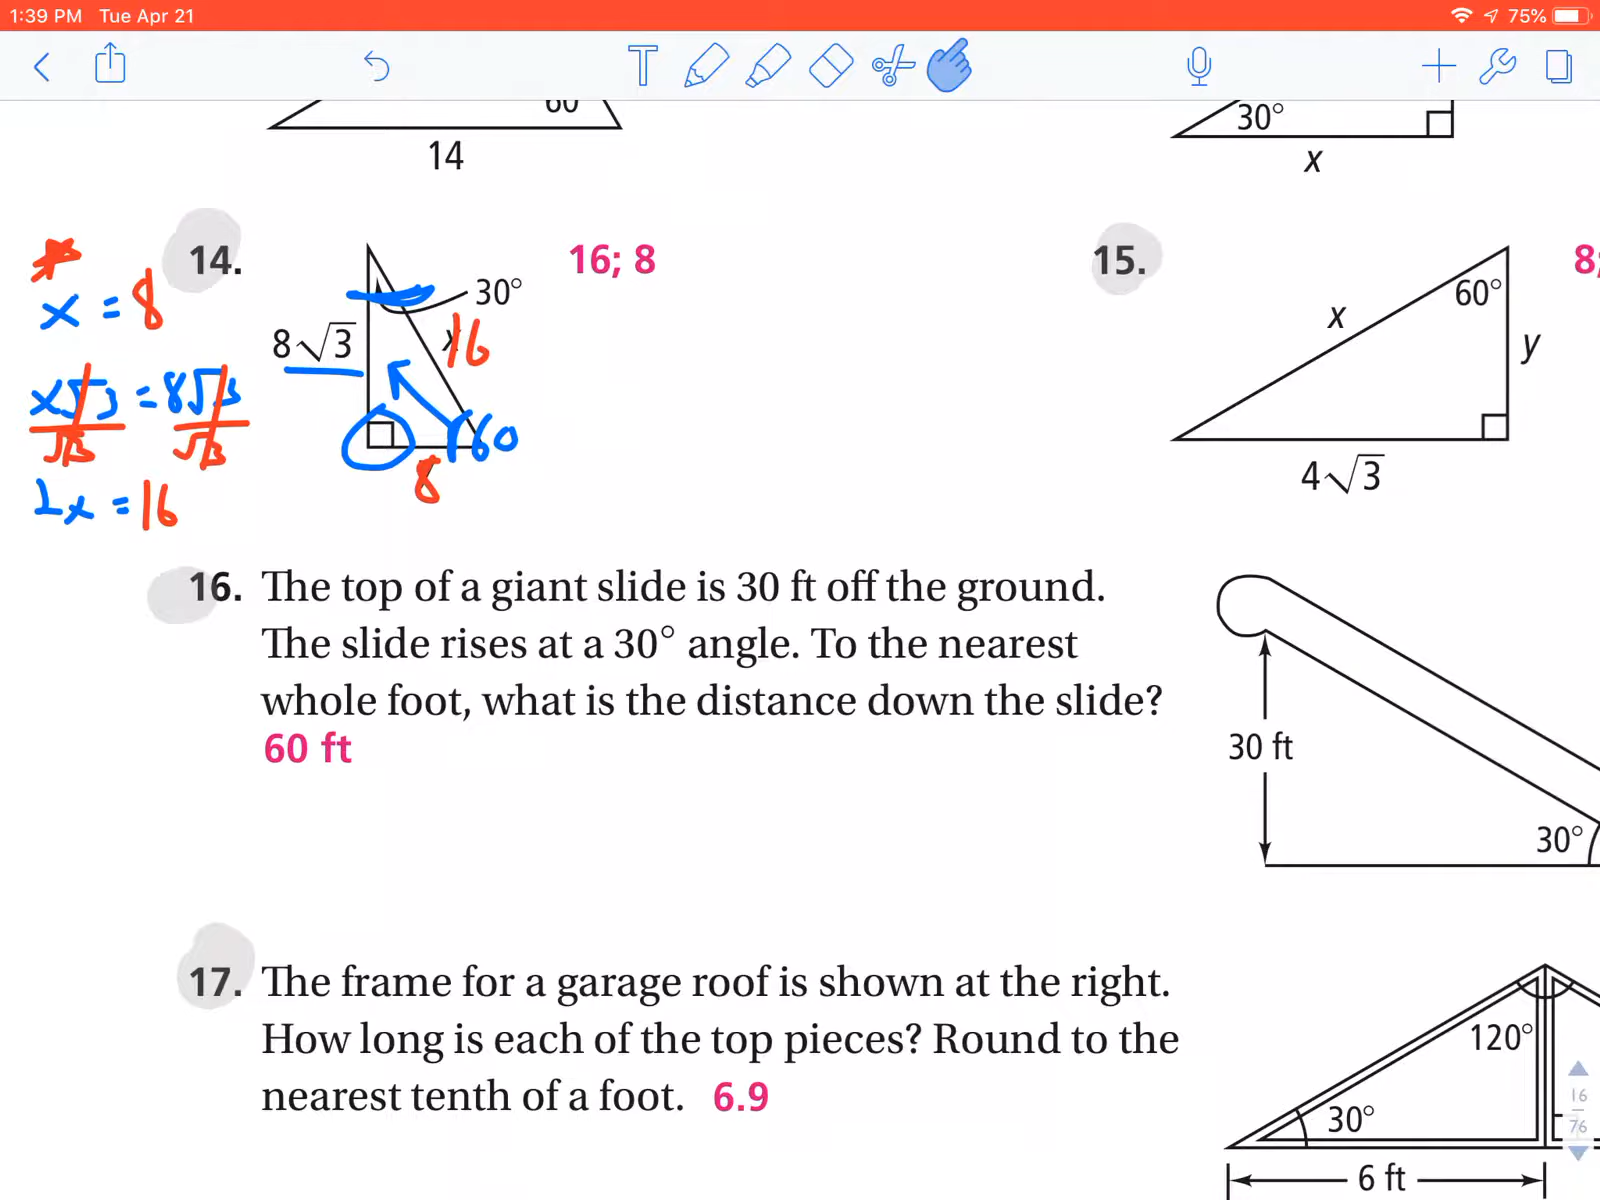 1:39 PM Tue Apr 21
75%
T
60
14
30°
x
14.
16; 8
30°
8√3
16
60
8
x = 8
x√3 = 8√3
√3 √3
2x = 16
15.
8;
60°
x
y
4√3
16. The top of a giant slide is 30 ft off the ground.
The slide rises at a 30° angle. To the nearest
whole foot, what is the distance down the slide?
60 ft
30 ft
30°
17. The frame for a garage roof is shown at the right.
How long is each of the top pieces? Round to the
nearest tenth of a foot. 6.9
120°
30°
6 ft
16
76